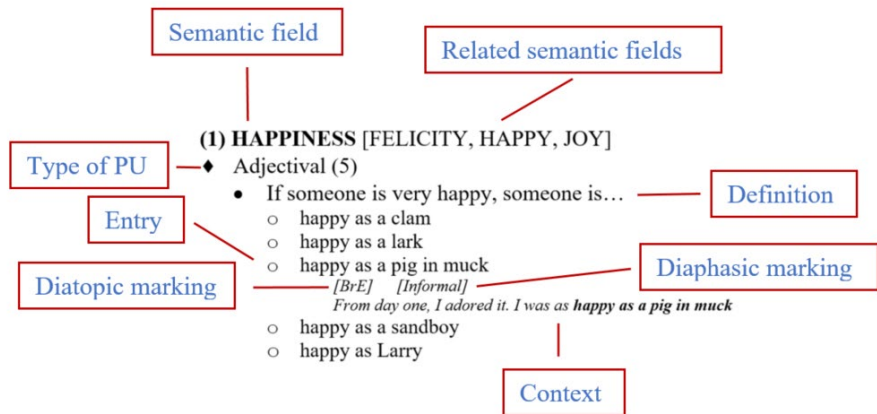 Semantic field
Related semantic fields
(1) HAPPINESS [FELICITY, HAPPY, JOY]
Type of PU
♦ Adjectival (5)
• If someone is very happy, someone is…
Definition
Entry
○ happy as a clam
○ happy as a lark
○ happy as a pig in muck
Diatopic marking
[BrE] [Informal]
Diaphasic marking
From day one, I adored it. I was as happy as a pig in muck
○ happy as a sandboy
○ happy as Larry
Context